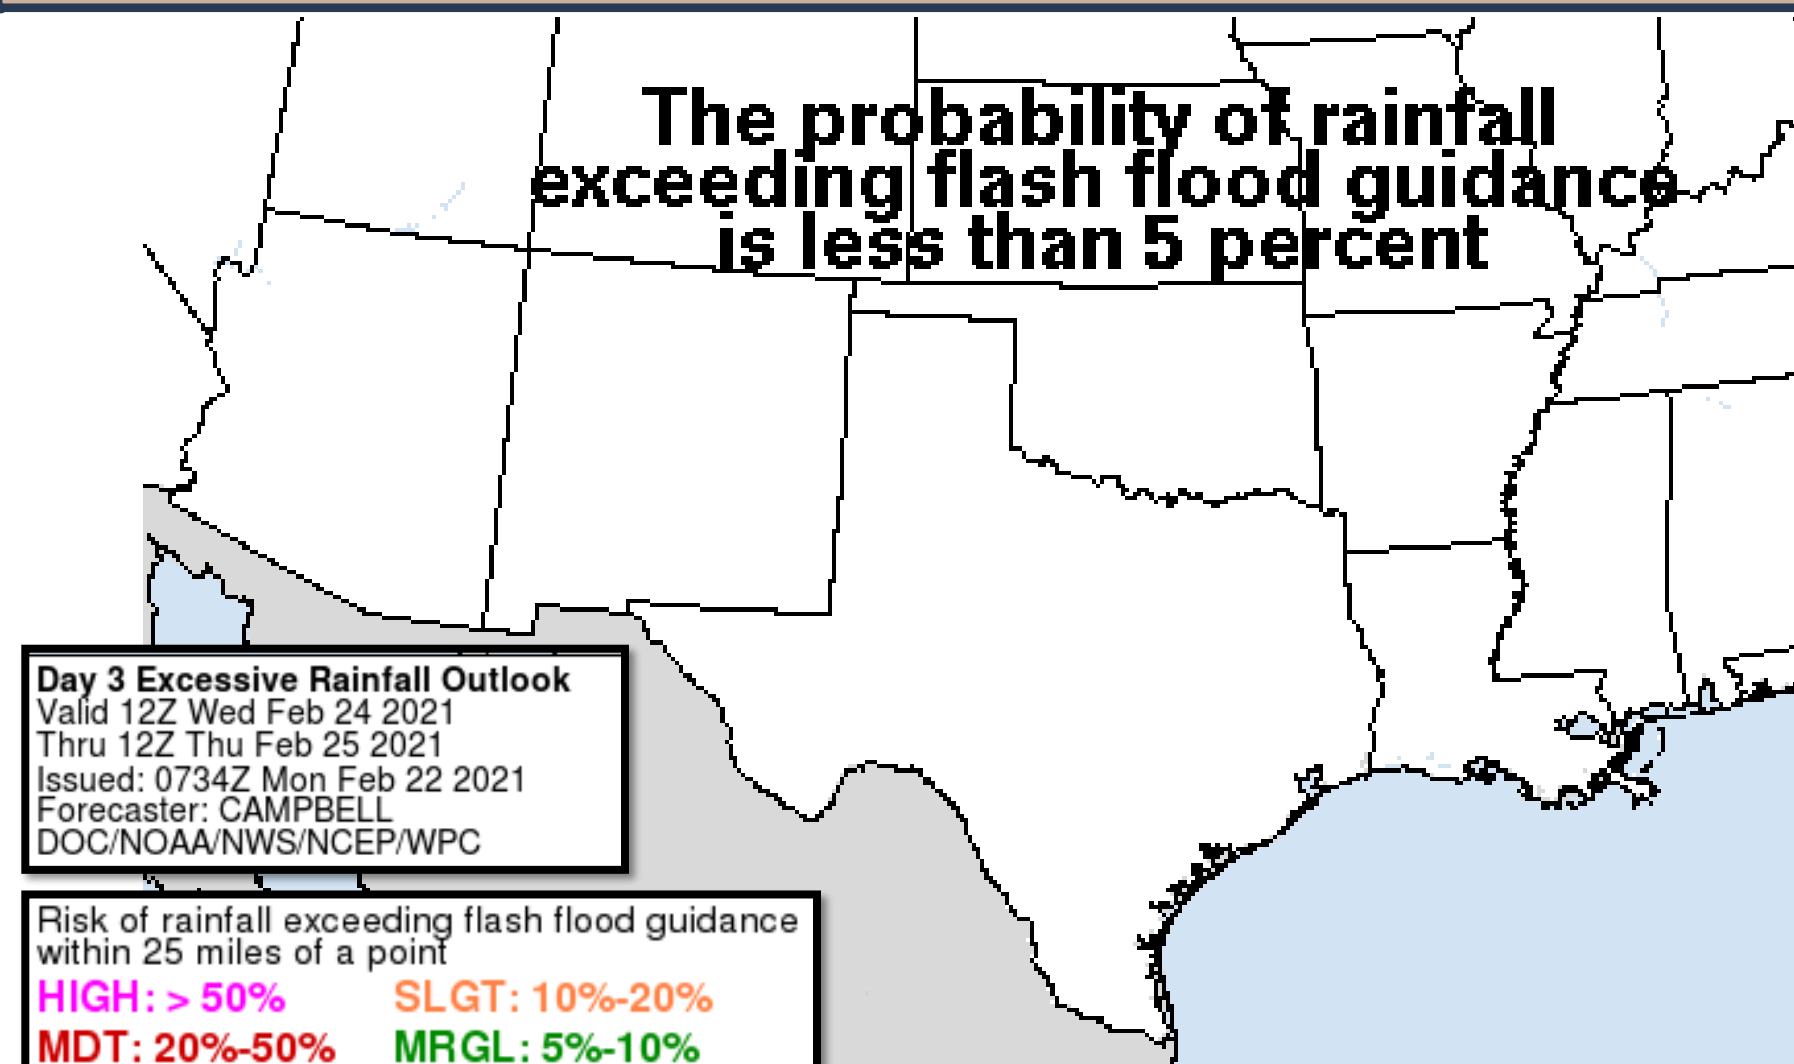 The probability of rainfall
exceeding flash flood guidance
is less than 5 percent
Day 3 Excessive Rainfall Outlook
Valid 12Z Wed Feb 24 2021
Thru 12Z Thu Feb 25 2021
Issued: 0734Z Mon Feb 22 2021
Forecaster: CAMPBELL
DOC/NOAA/NWS/NCEP/WPC
Risk of rainfall exceeding flash flood guidance
within 25 miles of a point
HIGH: > 50% SLGT: 10%-20%
MDT: 20%-50% MRGL: 5%-10%